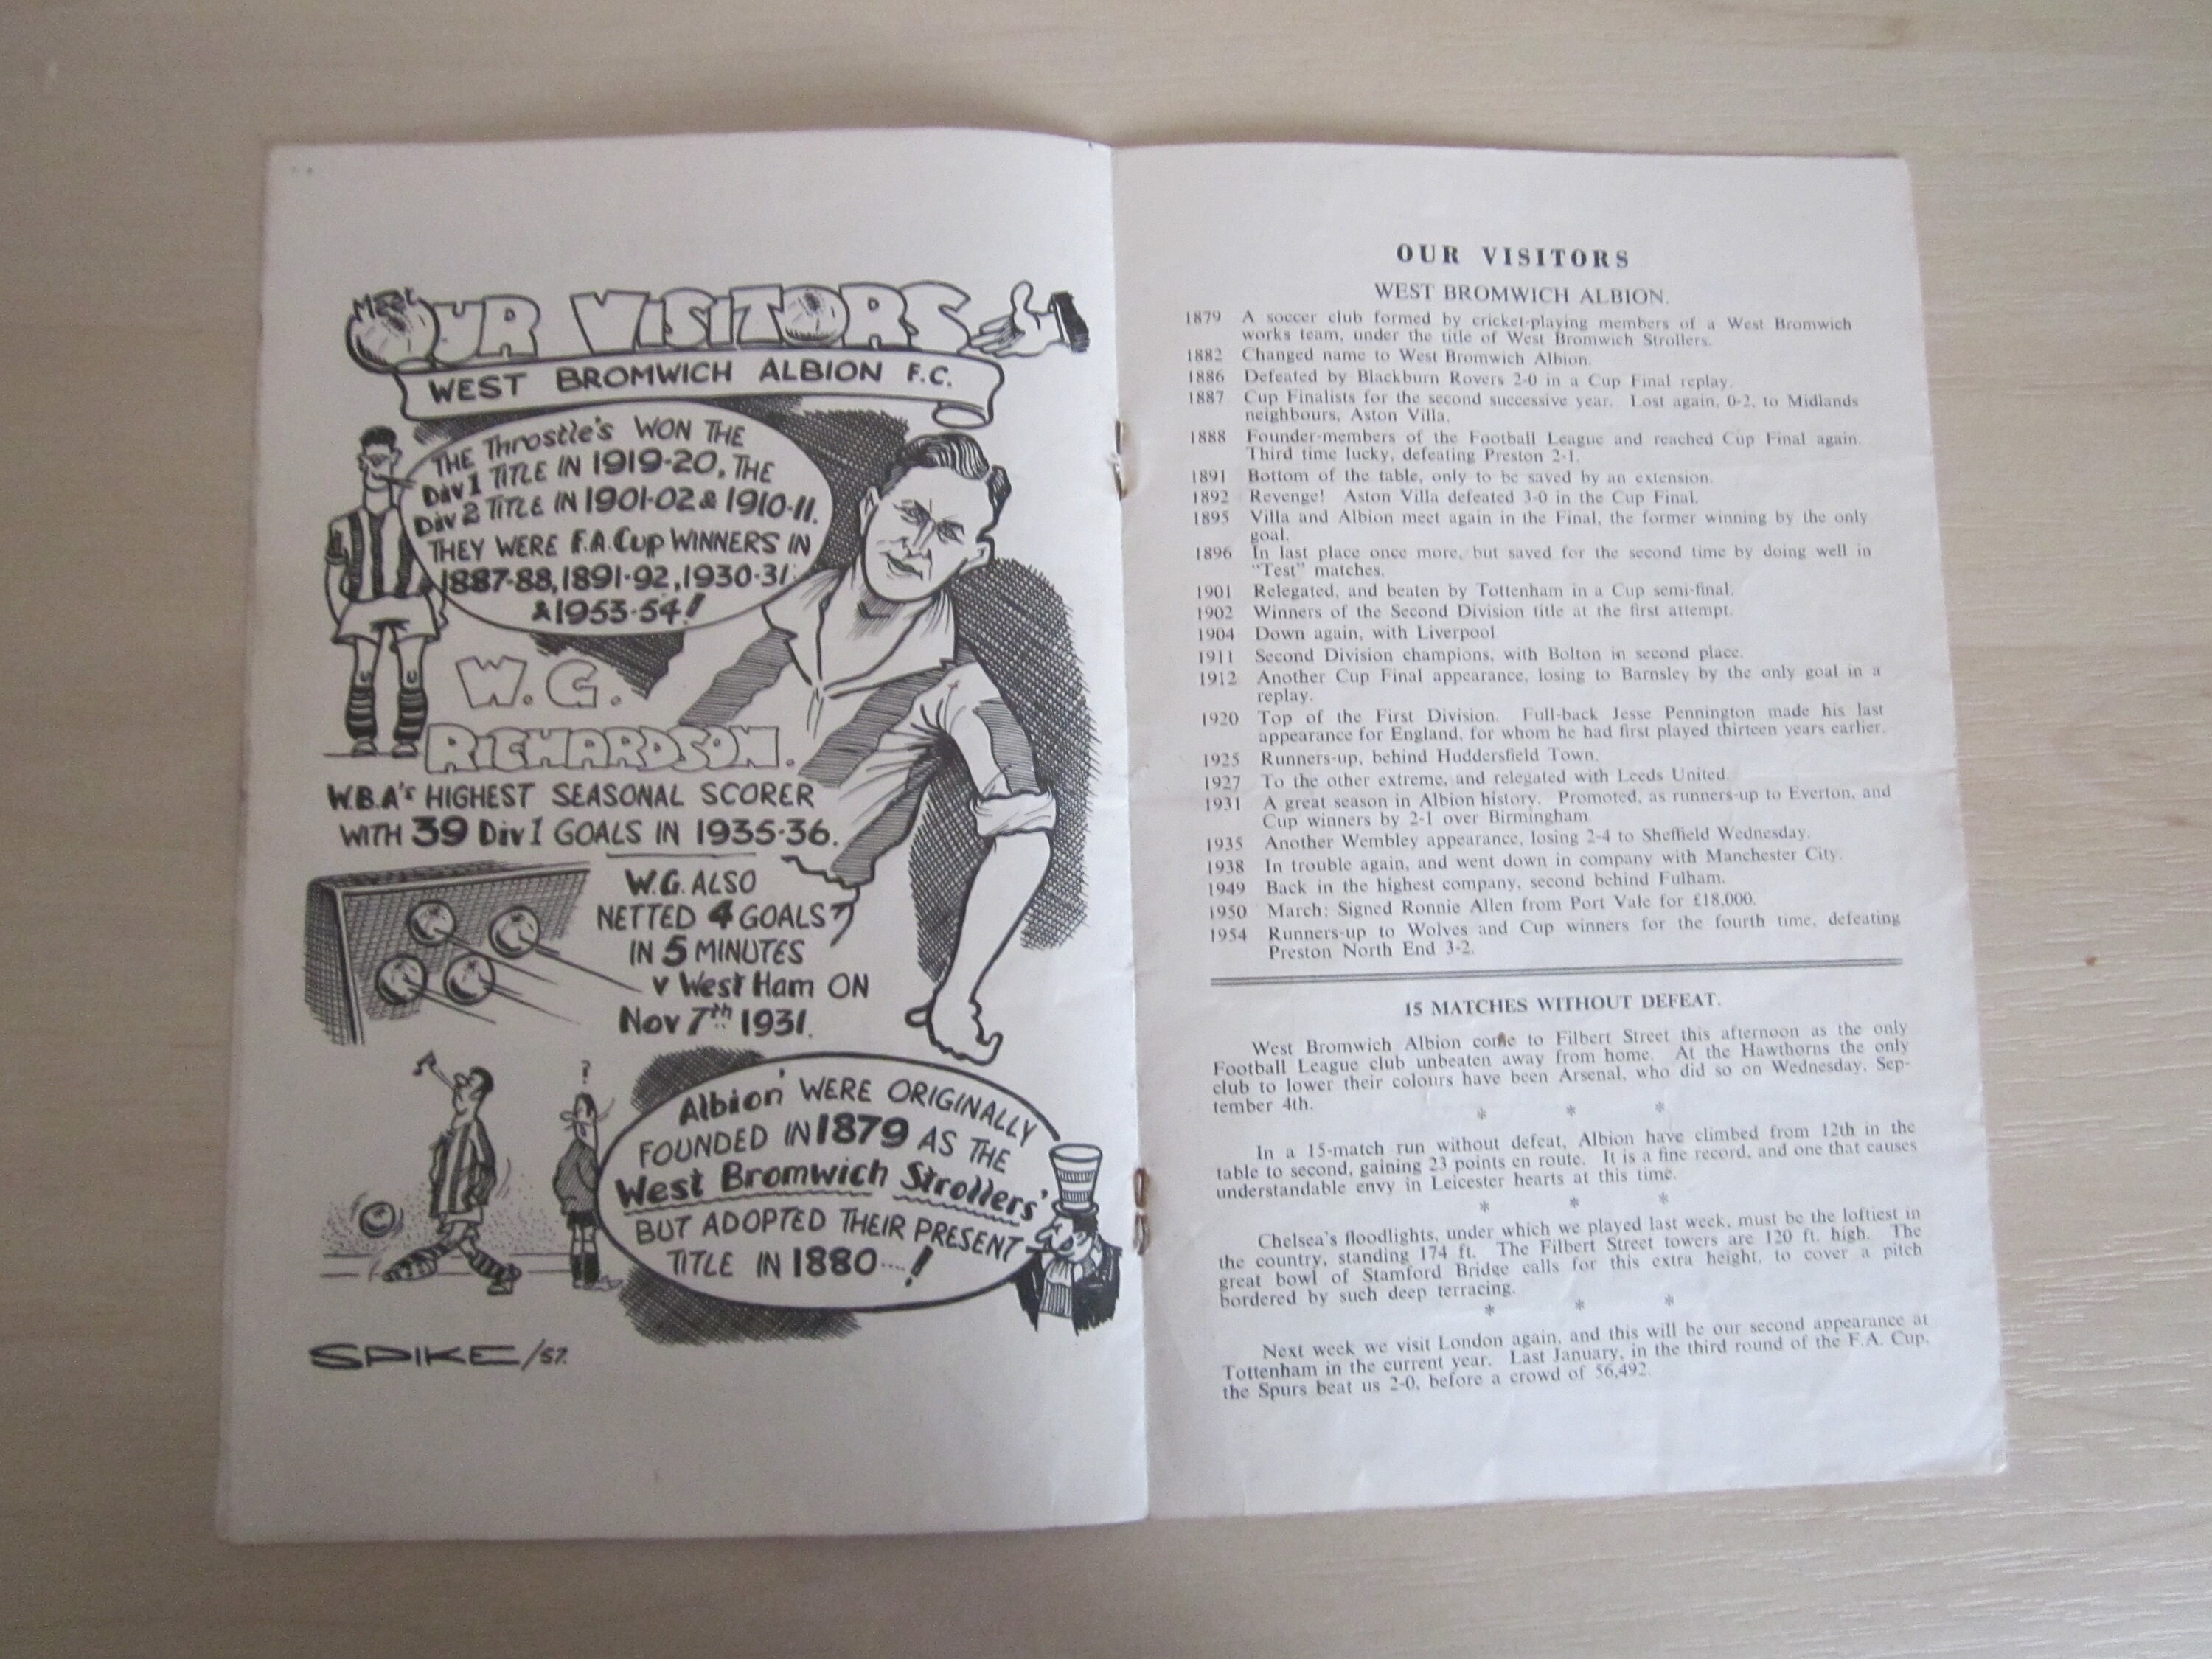 MEET
OUR VISITORS
WEST BROMWICH ALBION F.C.
THE Throstle's WON THE
Div 1 TITLE IN 1919-20, THE
Div 2 TITLE IN 1901-02 & 1910-11.
THEY WERE F.A. Cup WINNERS IN
1887-88, 1891-92, 1930-31
& 1953-54!
W. G.
RICHARDSON.
W.B.A's HIGHEST SEASONAL SCORER
WITH 39 Div 1 GOALS IN 1935-36.
W.G. ALSO
NETTED 4 GOALS
IN 5 MINUTES
v West Ham ON
Nov 7th 1931.
?
Albion' WERE ORIGINALLY
FOUNDED IN 1879 AS THE
West Bromwich Strollers'
BUT ADOPTED THEIR PRESENT
TITLE IN 1880....!
SPIKE/57.
OUR VISITORS
WEST BROMWICH ALBION.
1879 A soccer club formed by cricket-playing members of a West Bromwich
works team, under the title of West Bromwich Strollers.
1882 Changed name to West Bromwich Albion.
1886 Defeated by Blackburn Rovers 2-0 in a Cup Final replay.
1887 Cup Finalists for the second successive year. Lost again, 0-2, to Midlands
neighbours, Aston Villa.
1888 Founder-members of the Football League and reached Cup Final again.
Third time lucky, defeating Preston 2-1.
1891 Bottom of the table, only to be saved by an extension.
1892 Revenge! Aston Villa defeated 3-0 in the Cup Final.
1895 Villa and Albion meet again in the Final, the former winning by the only
goal.
1896 In last place once more, but saved for the second time by doing well in
"Test" matches.
1901 Relegated, and beaten by Tottenham in a Cup semi-final.
1902 Winners of the Second Division title at the first attempt.
1904 Down again, with Liverpool
1911 Second Division champions, with Bolton in second place.
1912 Another Cup Final appearance, losing to Barnsley by the only goal in a
replay.
1920 Top of the First Division. Full-back Jesse Pennington made his last
appearance for England, for whom he had first played thirteen years earlier.
1925 Runners-up, behind Huddersfield Town.
1927 To the other extreme, and relegated with Leeds United.
1931 A great season in Albion history. Promoted, as runners-up to Everton, and
Cup winners by 2-1 over Birmingham
1935 Another Wembley appearance, losing 2-4 to Sheffield Wednesday.
1938 In trouble again, and went down in company with Manchester City.
1949 Back in the highest company, second behind Fulham.
1950 March: Signed Ronnie Allen from Port Vale for £18,000.
1954 Runners-up to Wolves and Cup winners for the fourth time, defeating
Preston North End 3-2.
15 MATCHES WITHOUT DEFEAT.
West Bromwich Albion come to Filbert Street this afternoon as the only
Football League club unbeaten away from home. At the Hawthorns the only
club to lower their colours have been Arsenal, who did so on Wednesday, Sep-
tember 4th.
* * *
In a 15-match run without defeat, Albion have climbed from 12th in the
table to second, gaining 23 points en route. It is a fine record, and one that causes
understandable envy in Leicester hearts at this time.
* * *
Chelsea's floodlights, under which we played last week, must be the loftiest in
the country, standing 174 ft. The Filbert Street towers are 120 ft. high. The
great bowl of Stamford Bridge calls for this extra height, to cover a pitch
bordered by such deep terracing.
* * *
Next week we visit London again, and this will be our second appearance at
Tottenham in the current year. Last January, in the third round of the F.A. Cup,
the Spurs beat us 2-0, before a crowd of 56,492.